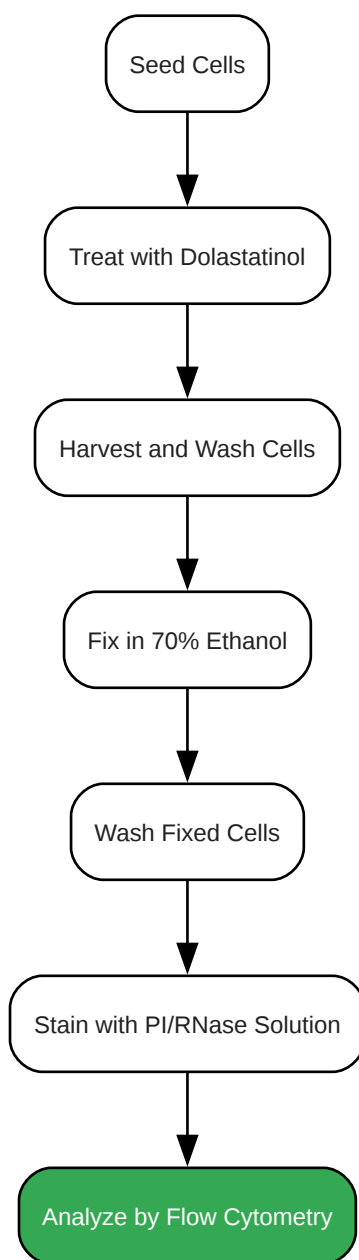 Seed Cells
Treat with Dolastatinol
Harvest and Wash Cells
Fix in 70% Ethanol
Wash Fixed Cells
Stain with PI/RNase Solution
Analyze by Flow Cytometry